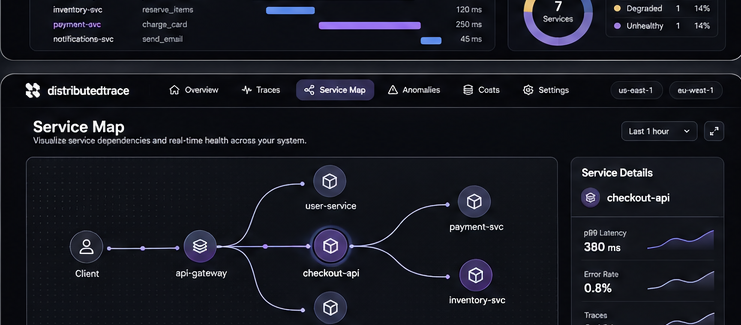 inventory-svc reserve_items 120 ms
payment-svc charge_card 250 ms
notifications-svc send_email 45 ms
7
Services
Degraded 1 14%
Unhealthy 1 14%
distributedtrace
Overview
Traces
Service Map
Anomalies
Costs
Settings
us-east-1
eu-west-1
Service Map
Visualize service dependencies and real-time health across your system.
Last 1 hour
Client
api-gateway
user-service
checkout-api
payment-svc
inventory-svc
Service Details
checkout-api
p99 Latency
380 ms
Error Rate
0.8%
Traces